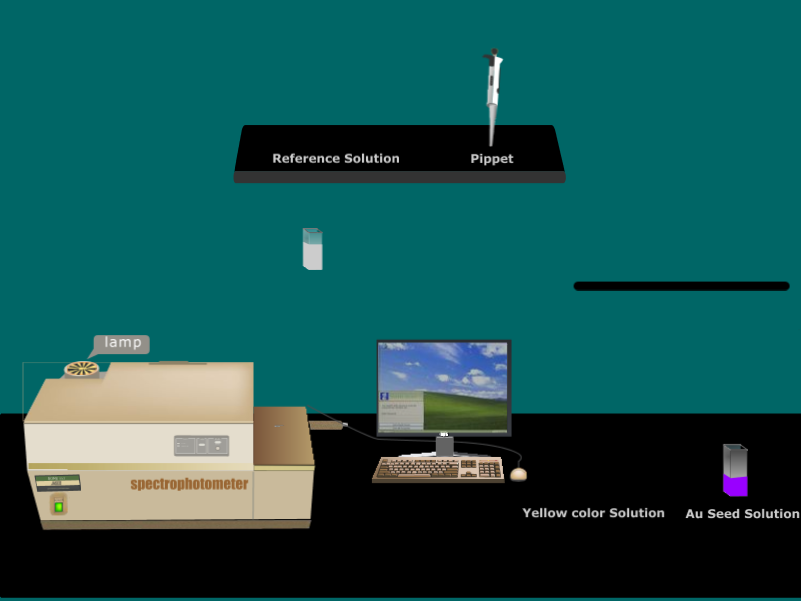 Reference Solution
Pippet
lamp
spectrophotometer
Yellow color Solution
Au Seed Solution